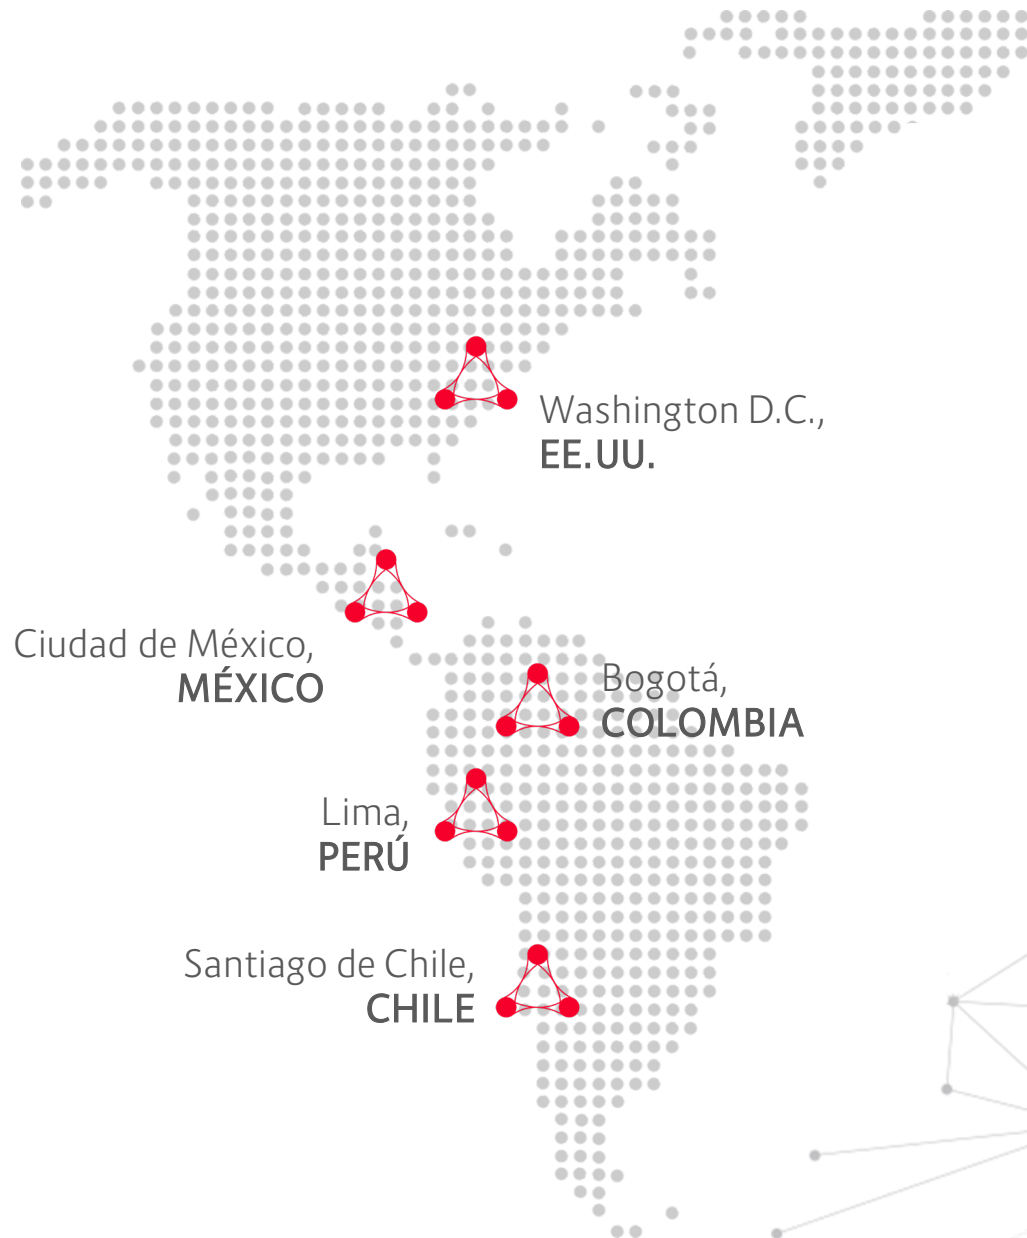 Washington D.C.,
EE.UU.
Ciudad de México,
MÉXICO
Bogotá,
COLOMBIA
Lima,
PERÚ
Santiago de Chile,
CHILE